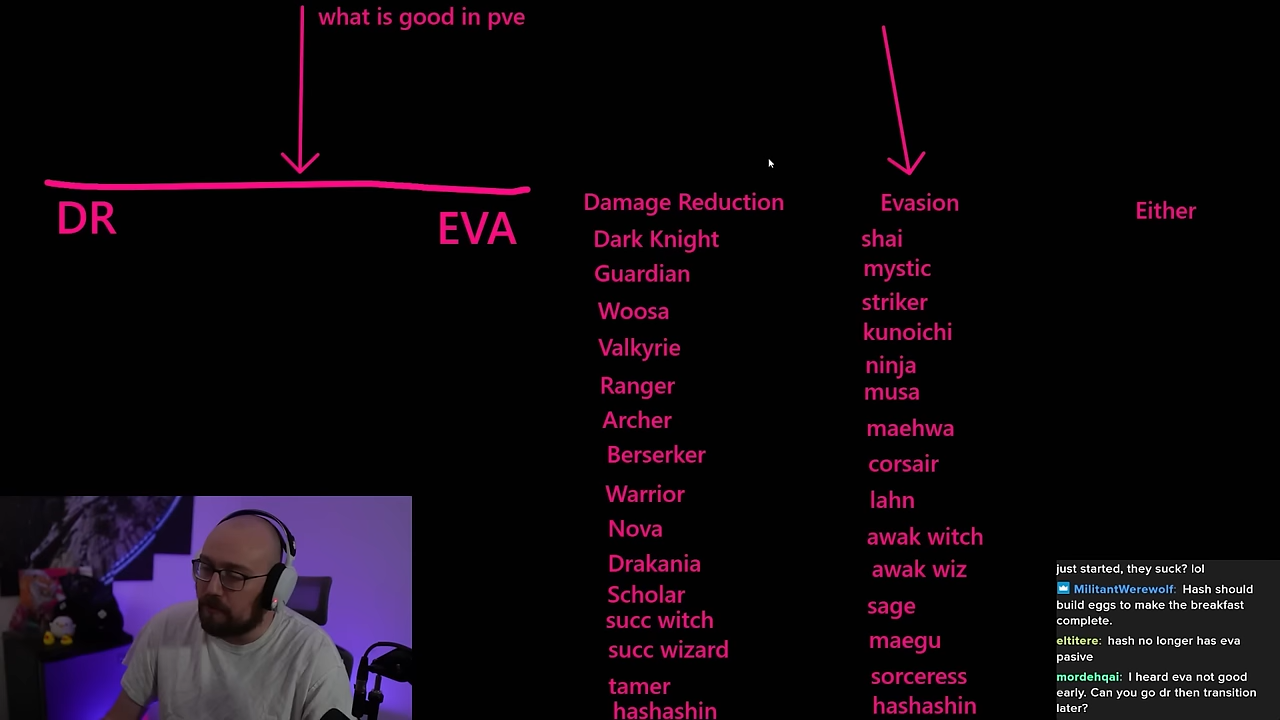 what is good in pve
DR
EVA
Damage Reduction
Dark Knight
Guardian
Woosa
Valkyrie
Ranger
Archer
Berserker
Warrior
Nova
Drakania
Scholar
succ witch
succ wizard
tamer
hashashin
Evasion
shai
mystic
striker
kunoichi
ninja
musa
maehwa
corsair
lahn
awak witch
awak wiz
sage
maegu
sorceress
hashashin
Either
just started, they suck? lol
MilitantWerewolf: Hash should
build eggs to make the breakfast
complete.
eltitere: hash no longer has eva
pasive
mordehqai: I heard eva not good
early. Can you go dr then transition
later?